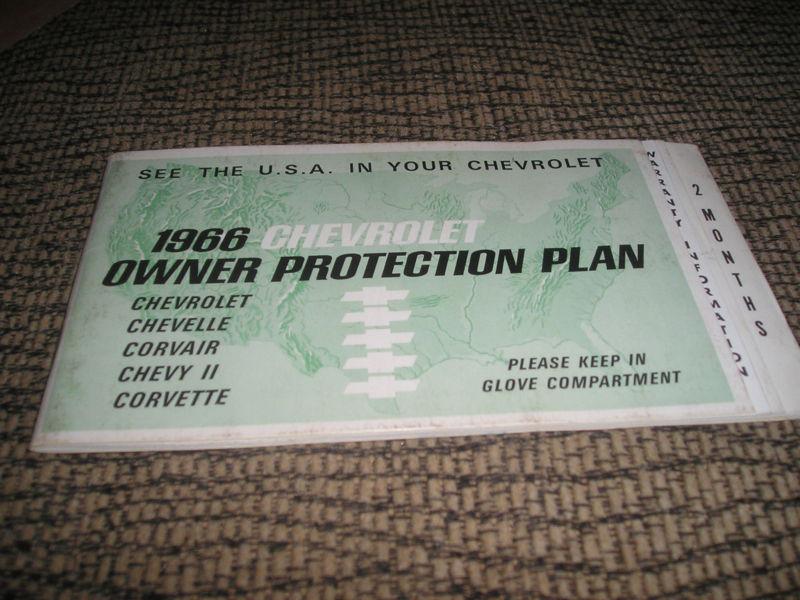 SEE THE U.S.A. IN YOUR CHEVROLET
1966 CHEVROLET
OWNER PROTECTION PLAN
CHEVROLET
CHEVELLE
CORVAIR
CHEVY II
CORVETTE
PLEASE KEEP IN
GLOVE COMPARTMENT
WARRANTY INFORMATION
2 MONTHS